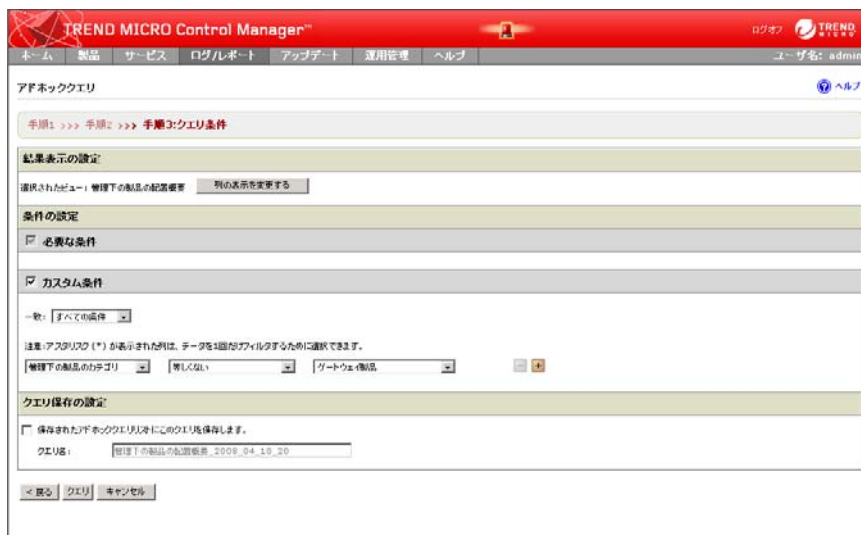 TREND MICRO Control Manager™
ログオフ
TREND MICRO
ホーム 製品 サービス ログ/レポート アップデート 運用管理 ヘルプ ユーザ名: admin
アドホッククエリ
ヘルプ
手順1 >>> 手順2 >>> 手順3:クエリ条件
結果表示の設定
選択されたビュー: 管理下の製品の配置概要 列の表示を変更する
条件の設定
必要な条件
カスタム条件
一致: すべての条件
注意:アスタリスク (*) が表示された列は、データを1回だけフィルタするために選択できます。
管理下の製品のカテゴリ 等しくない ゲートウェイ製品
クエリ保存の設定
保存されたアドホッククエリリストにこのクエリを保存します。
クエリ名: 管理下の製品の配置概要_2008_04_10_20
< 戻る クエリ キャンセル